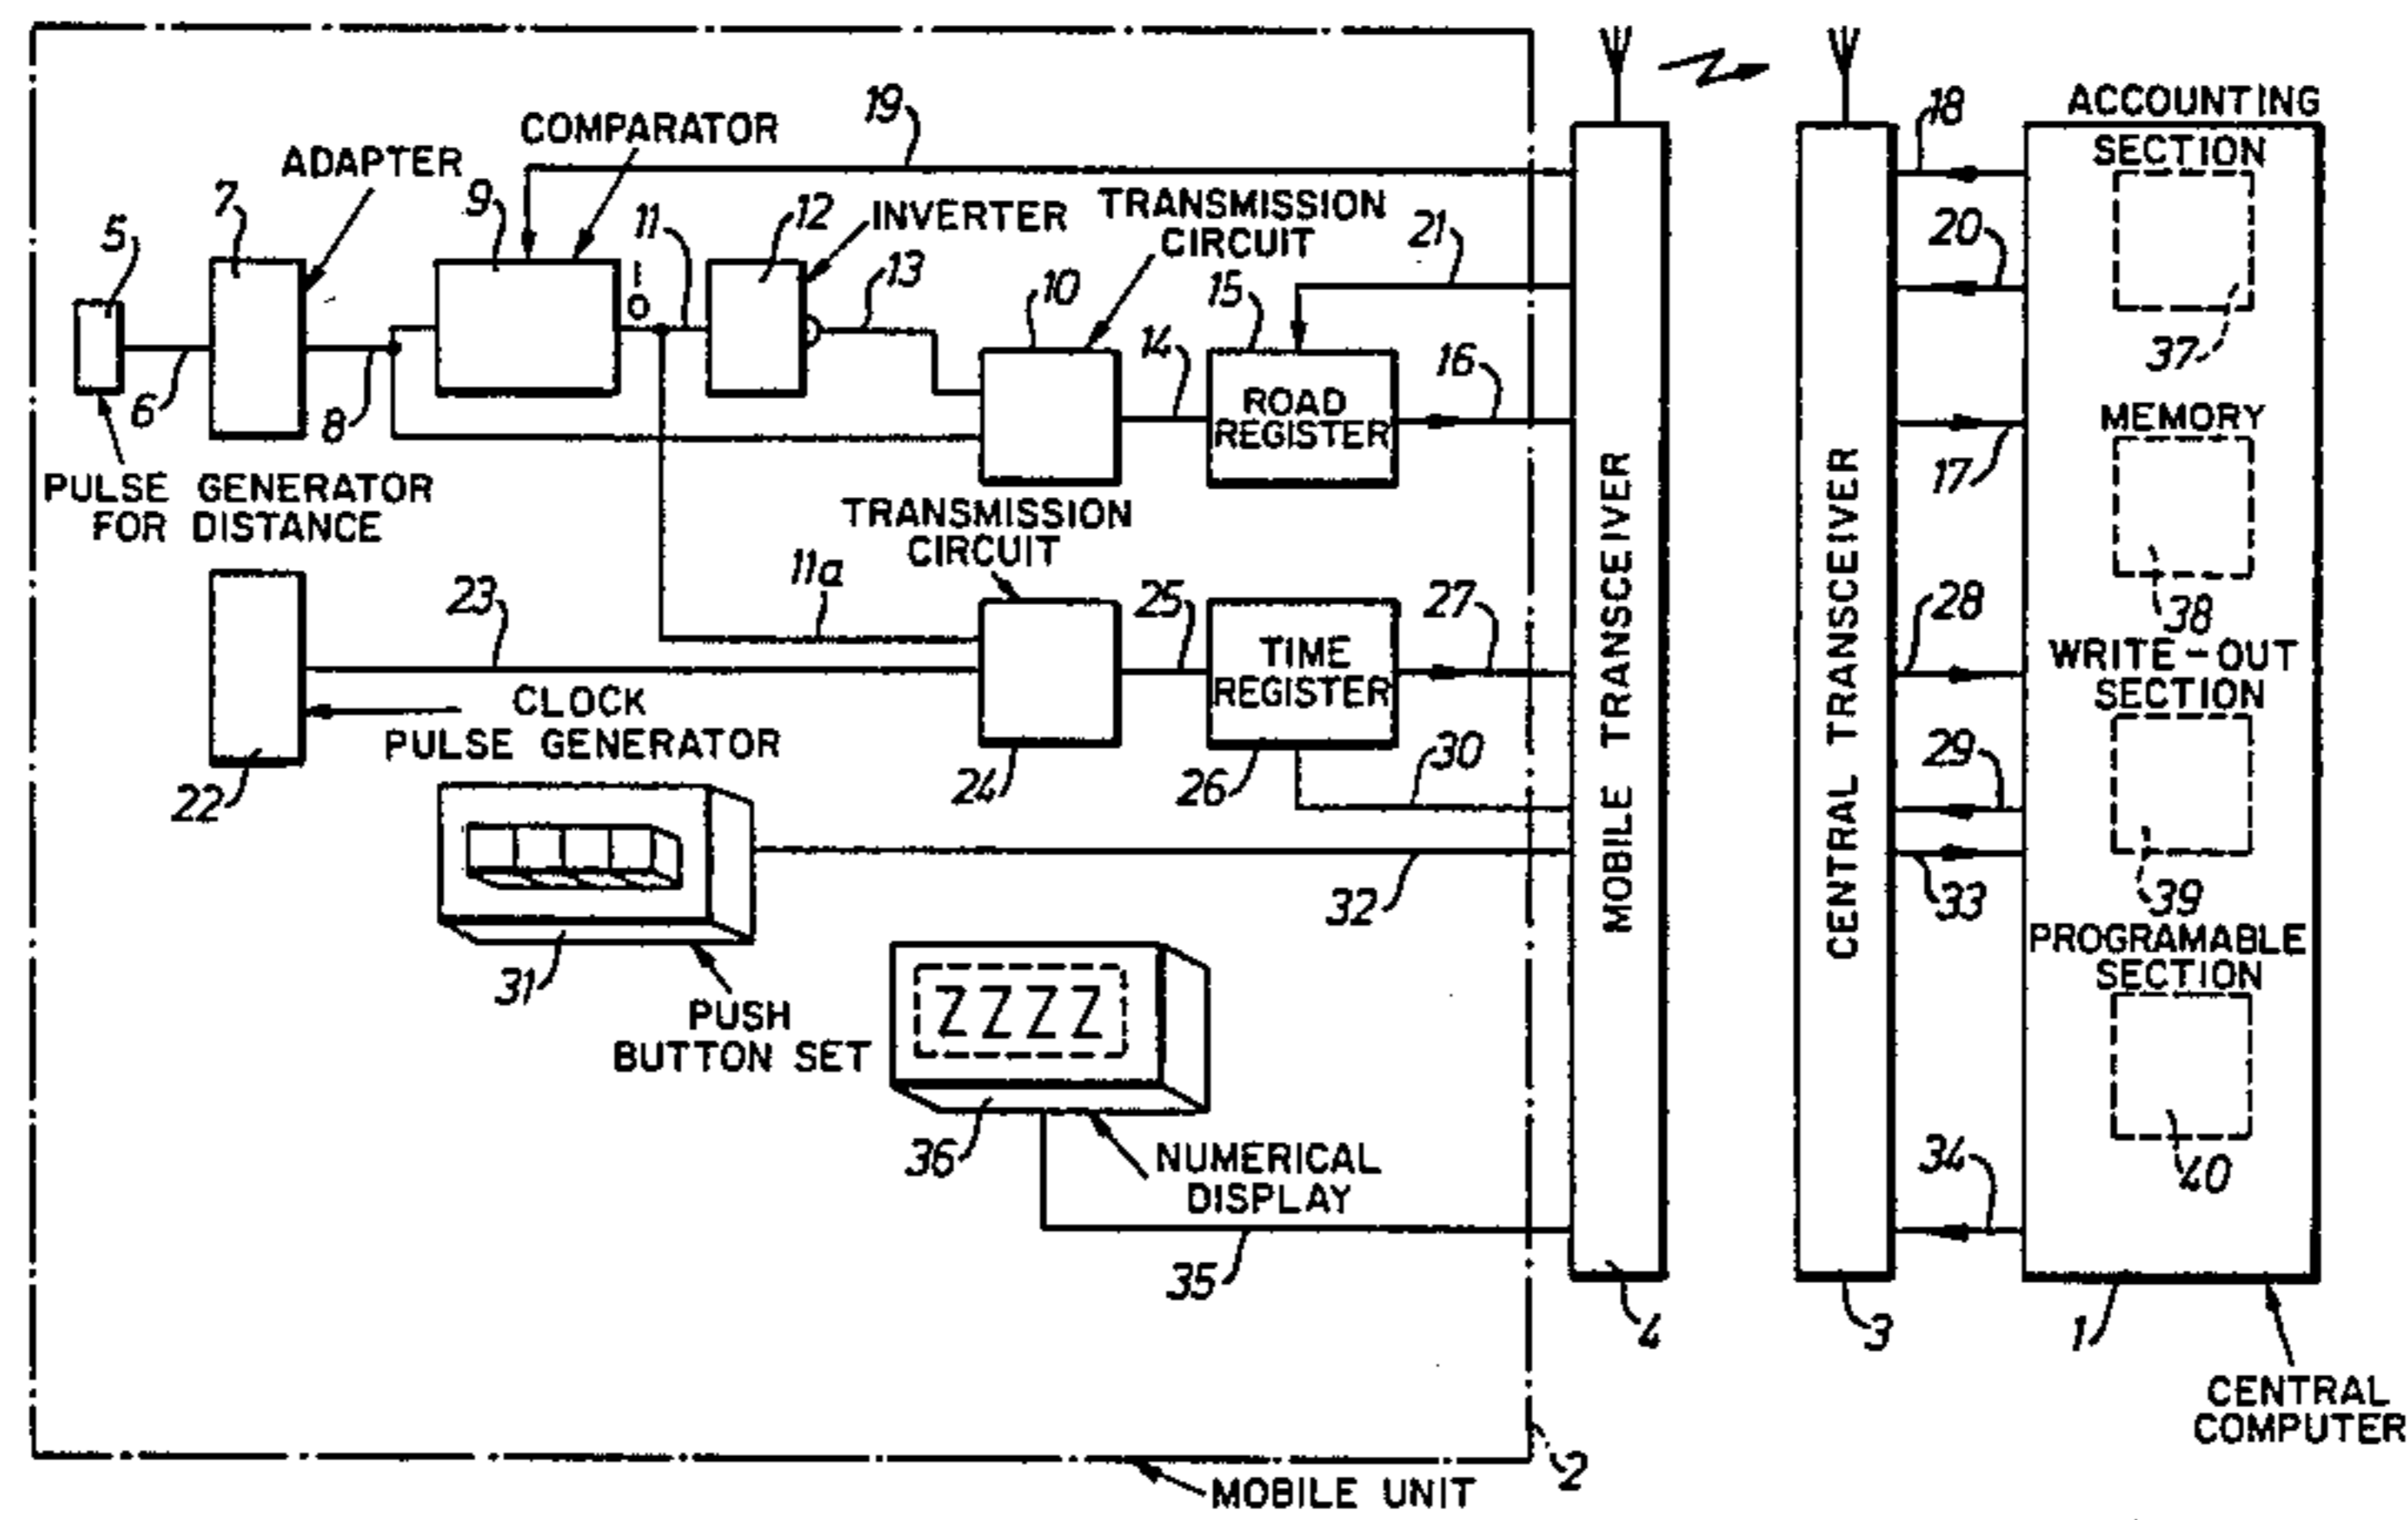 19
18
ACCOUNTING
SECTION
COMPARATOR
ADAPTER
TRANSMISSION
CIRCUIT
INVERTER
5
7
9
1
0
11
12
13
10
15
21
20
37
14
ROAD
REGISTER
16
17
MEMORY
38
6
8
PULSE GENERATOR
FOR DISTANCE
TRANSMISSION
CIRCUIT
11a
23
25
TIME
REGISTER
27
28
WRITE-OUT
SECTION
CLOCK
PULSE GENERATOR
22
24
26
30
29
MOBILE TRANSCEIVER
CENTRAL TRANSCEIVER
39
32
33
31
PUSH
BUTTON SET
ZZZZ
PROGRAMABLE
SECTION
40
36
NUMERICAL
DISPLAY
34
35
4
3
1
CENTRAL
COMPUTER
2
MOBILE UNIT